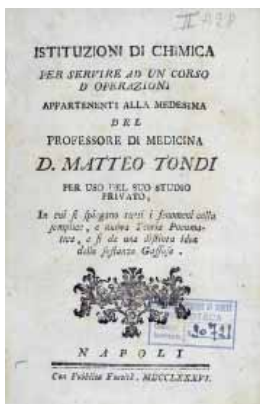 ISTITUZIONI DI CHIMICA
PER SERVIRE AD UN CORSO
D'OPERAZIONI
APPARTENENTI ALLA MEDESIMA
DEL
PROFESSORE DI MEDICINA
D. MATTEO TONDI
PER USO DEL SUO STUDIO
PRIVATO,
In cui si spiegano tutti i fenomeni colla
semplice, e nuova Teoria Pneuma-
tica, e si dà una distinta idea
delle sostanze Gassose.
NAPOLI
Con Pubblica Facoltà. MDCCLXXXVI.